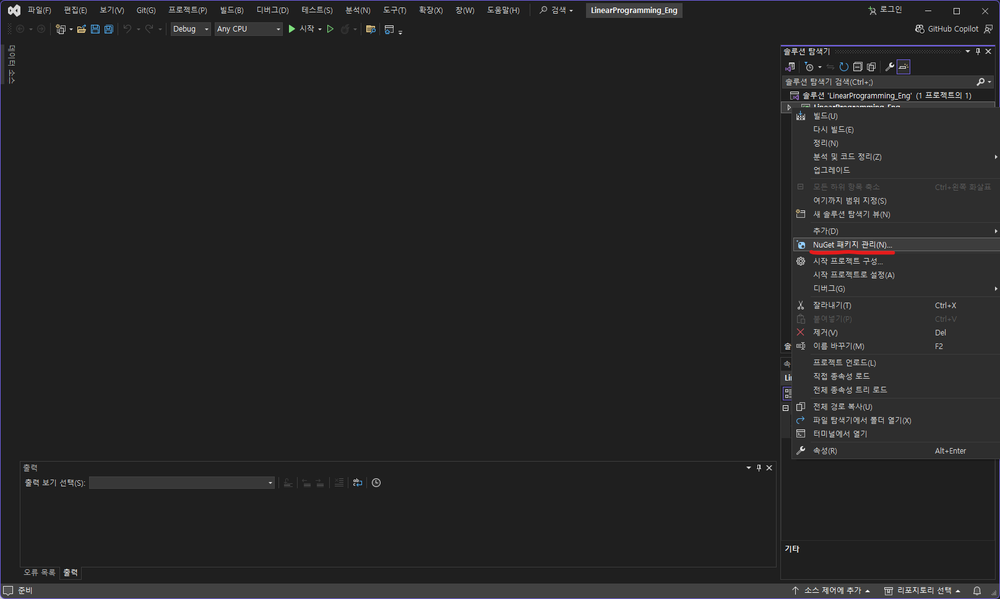 파일(F) 편집(E) 보기(V) Git(G) 프로젝트(P) 빌드(B) 디버그(D) 테스트(S) 분석(N) 도구(T) 확장(X) 창(W) 도움말(H) 검색 LinearProgramming_Eng 로그인
Debug Any CPU 시작 GitHub Copilot
데이터 소스
솔루션 탐색기
솔루션 탐색기 검색(Ctrl+;)
솔루션 'LinearProgramming_Eng' (1 프로젝트의 1)
LinearProgramming_Eng
빌드(U)
다시 빌드(E)
정리(N)
분석 및 코드 정리(Z)
업그레이드
모든 하위 항목 축소 Ctrl+왼쪽 화살표
여기까지 범위 지정(S)
새 솔루션 탐색기 뷰(N)
추가(D)
NuGet 패키지 관리(N)...
시작 프로젝트 구성...
시작 프로젝트로 설정(A)
디버그(G)
잘라내기(T) Ctrl+X
붙여넣기(P) Ctrl+V
제거(V) Del
이름 바꾸기(M) F2
프로젝트 언로드(L)
직접 종속성 로드
전체 종속성 트리 로드
전체 경로 복사(U)
파일 탐색기에서 폴더 열기(X)
터미널에서 열기
속성(R) Alt+Enter
솔
속
Li
기타
출력
출력 보기 선택(S):
오류 목록 출력
준비 소스 제어에 추가 리포지토리 선택